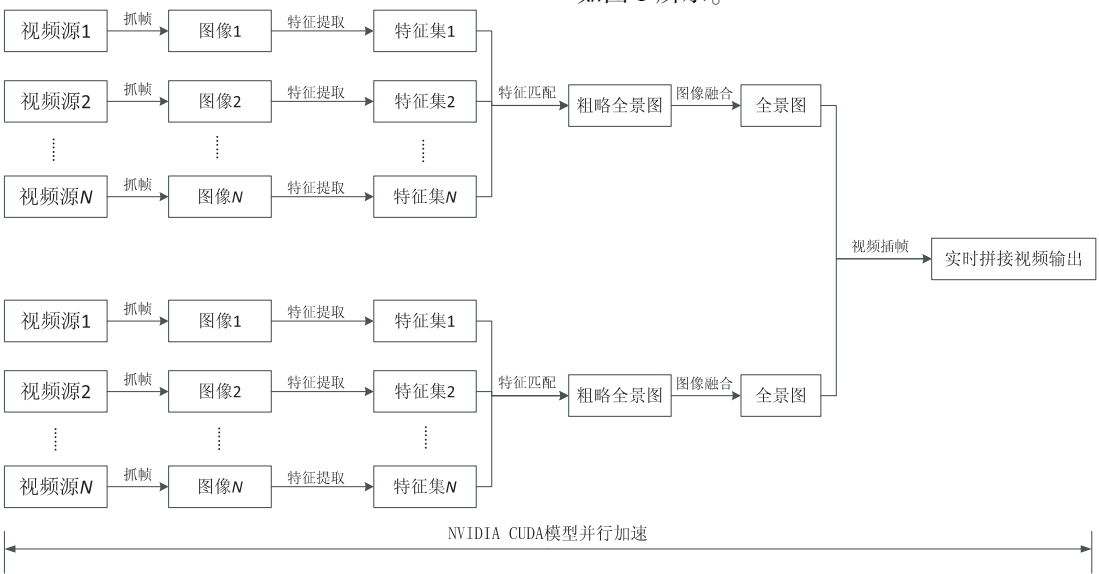 视频源1 抓帧 图像1 特征提取 特征集1
视频源2 抓帧 图像2 特征提取 特征集2 特征匹配 粗略全景图 图像融合 全景图
视频源N 抓帧 图像N 特征提取 特征集N
视频插帧 实时拼接视频输出
视频源1 抓帧 图像1 特征提取 特征集1
视频源2 抓帧 图像2 特征提取 特征集2 特征匹配 粗略全景图 图像融合 全景图
视频源N 抓帧 图像N 特征提取 特征集N
NVIDIA CUDA模型并行加速